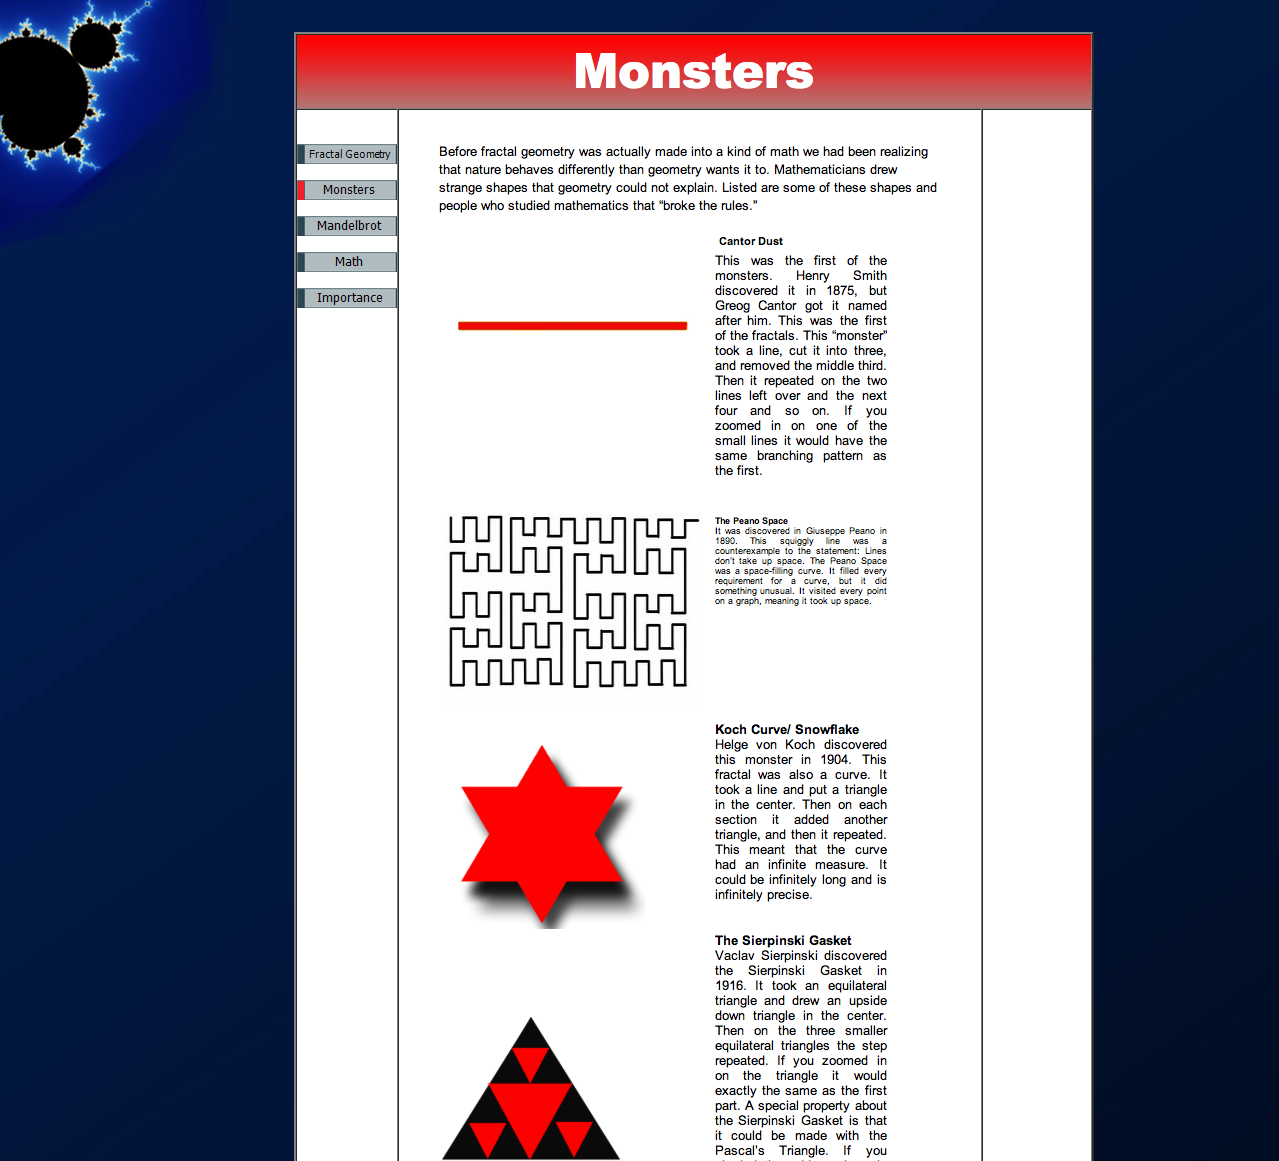 Monsters
Fractal Geometry
Monsters
Mandelbrot
Math
Importance
Before fractal geometry was actually made into a kind of math we had been realizing
that nature behaves differently than geometry wants it to. Mathematicians drew
strange shapes that geometry could not explain. Listed are some of these shapes and
people who studied mathematics that “broke the rules.”
Cantor Dust
This was the first of the
monsters. Henry Smith
discovered it in 1875, but
Greog Cantor got it named
after him. This was the first
of the fractals. This “monster”
took a line, cut it into three,
and removed the middle third.
Then it repeated on the two
lines left over and the next
four and so on. If you
zoomed in on one of the
small lines it would have the
same branching pattern as
the first.
The Peano Space
It was discovered in Giuseppe Peano in
1890. This squiggly line was a
counterexample to the statement: Lines
don’t take up space. The Peano Space
was a space-filling curve. It filled every
requirement for a curve, but it did
something unusual. It visited every point
on a graph, meaning it took up space.
Koch Curve/ Snowflake
Helge von Koch discovered
this monster in 1904. This
fractal was also a curve. It
took a line and put a triangle
in the center. Then on each
section it added another
triangle, and then it repeated.
This meant that the curve
had an infinite measure. It
could be infinitely long and is
infinitely precise.
The Sierpinski Gasket
Vaclav Sierpinski discovered
the Sierpinski Gasket in
1916. It took an equilateral
triangle and drew an upside
down triangle in the center.
Then on the three smaller
equilateral triangles the step
repeated. If you zoomed in
on the triangle it would
exactly the same as the first
part. A special property about
the Sierpinski Gasket is that
it could be made with the
Pascal’s Triangle. If you